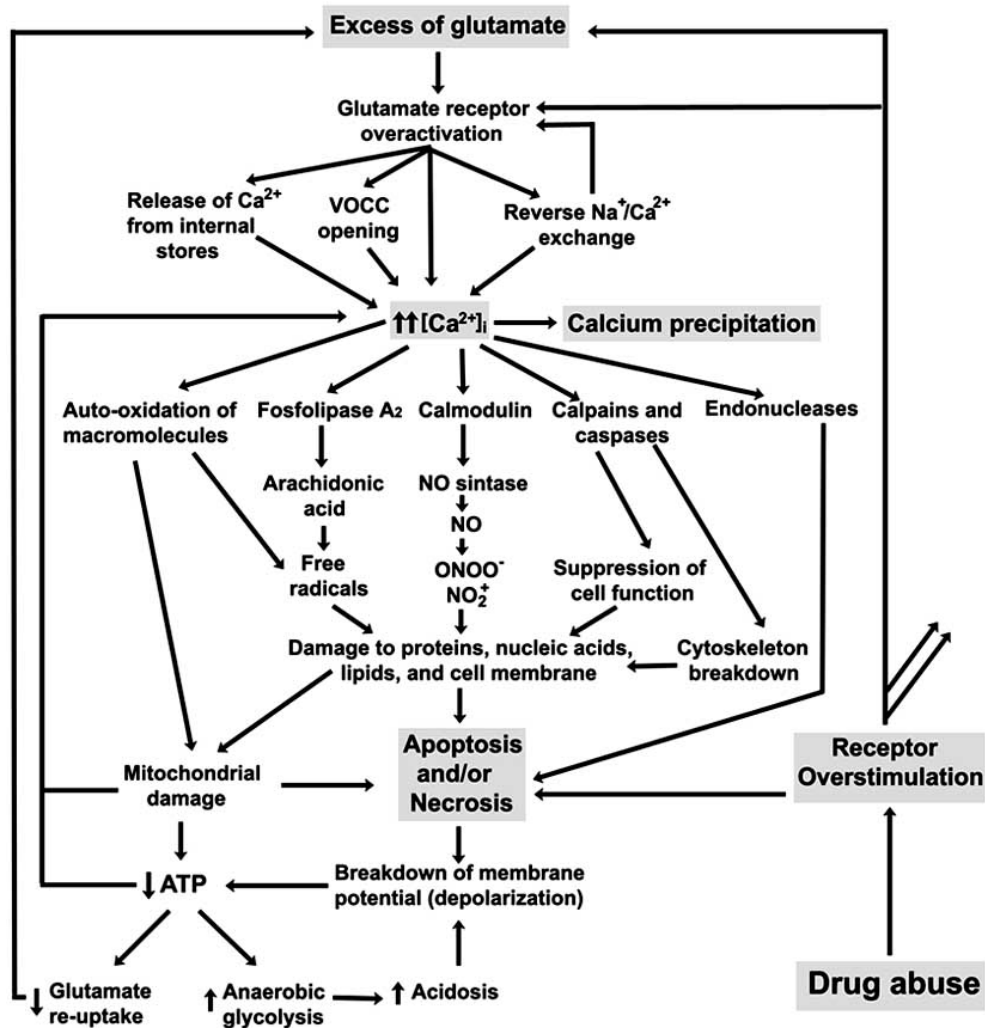 Excess of glutamate
Glutamate receptor
overactivation
Release of Ca²⁺
from internal
stores
VOCC
opening
Reverse Na⁺/Ca²⁺
exchange
↑↑[Ca²⁺]ᵢ
Calcium precipitation
Auto-oxidation of
macromolecules
Fosfolipase A₂
Calmodulin
Calpains and
caspases
Endonucleases
Arachidonic
acid
NO sintase
NO
Free
radicals
ONOO⁻
NO₂⁺
Suppression of
cell function
Damage to proteins, nucleic acids,
lipids, and cell membrane
Cytoskeleton
breakdown
Mitochondrial
damage
Apoptosis
and/or
Necrosis
Receptor
Overstimulation
↓ATP
Breakdown of membrane
potential (depolarization)
↓ Glutamate
re-uptake
↑ Anaerobic
glycolysis
↑ Acidosis
Drug abuse